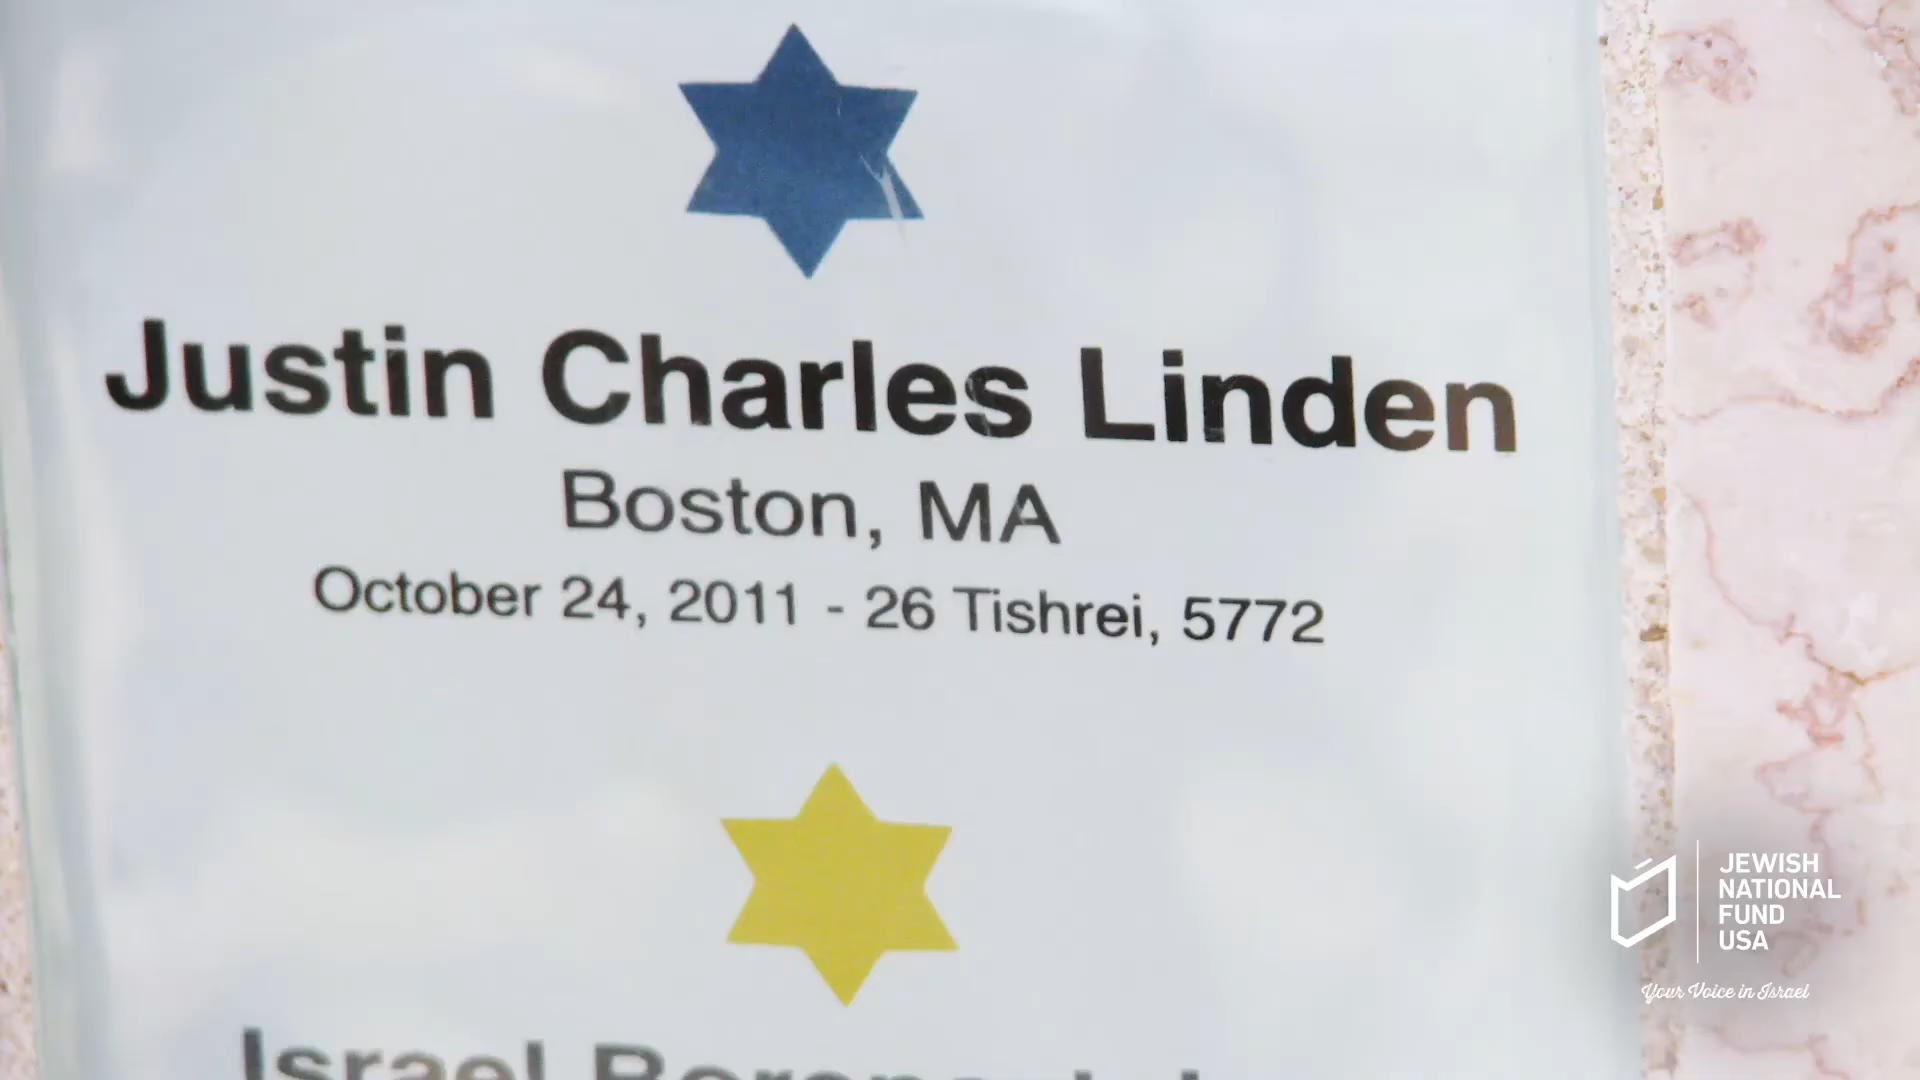 Justin Charles Linden
Boston, MA
October 24, 2011 - 26 Tishrei, 5772
Israel
JEWISH
NATIONAL
FUND
USA
Your Voice in Israel